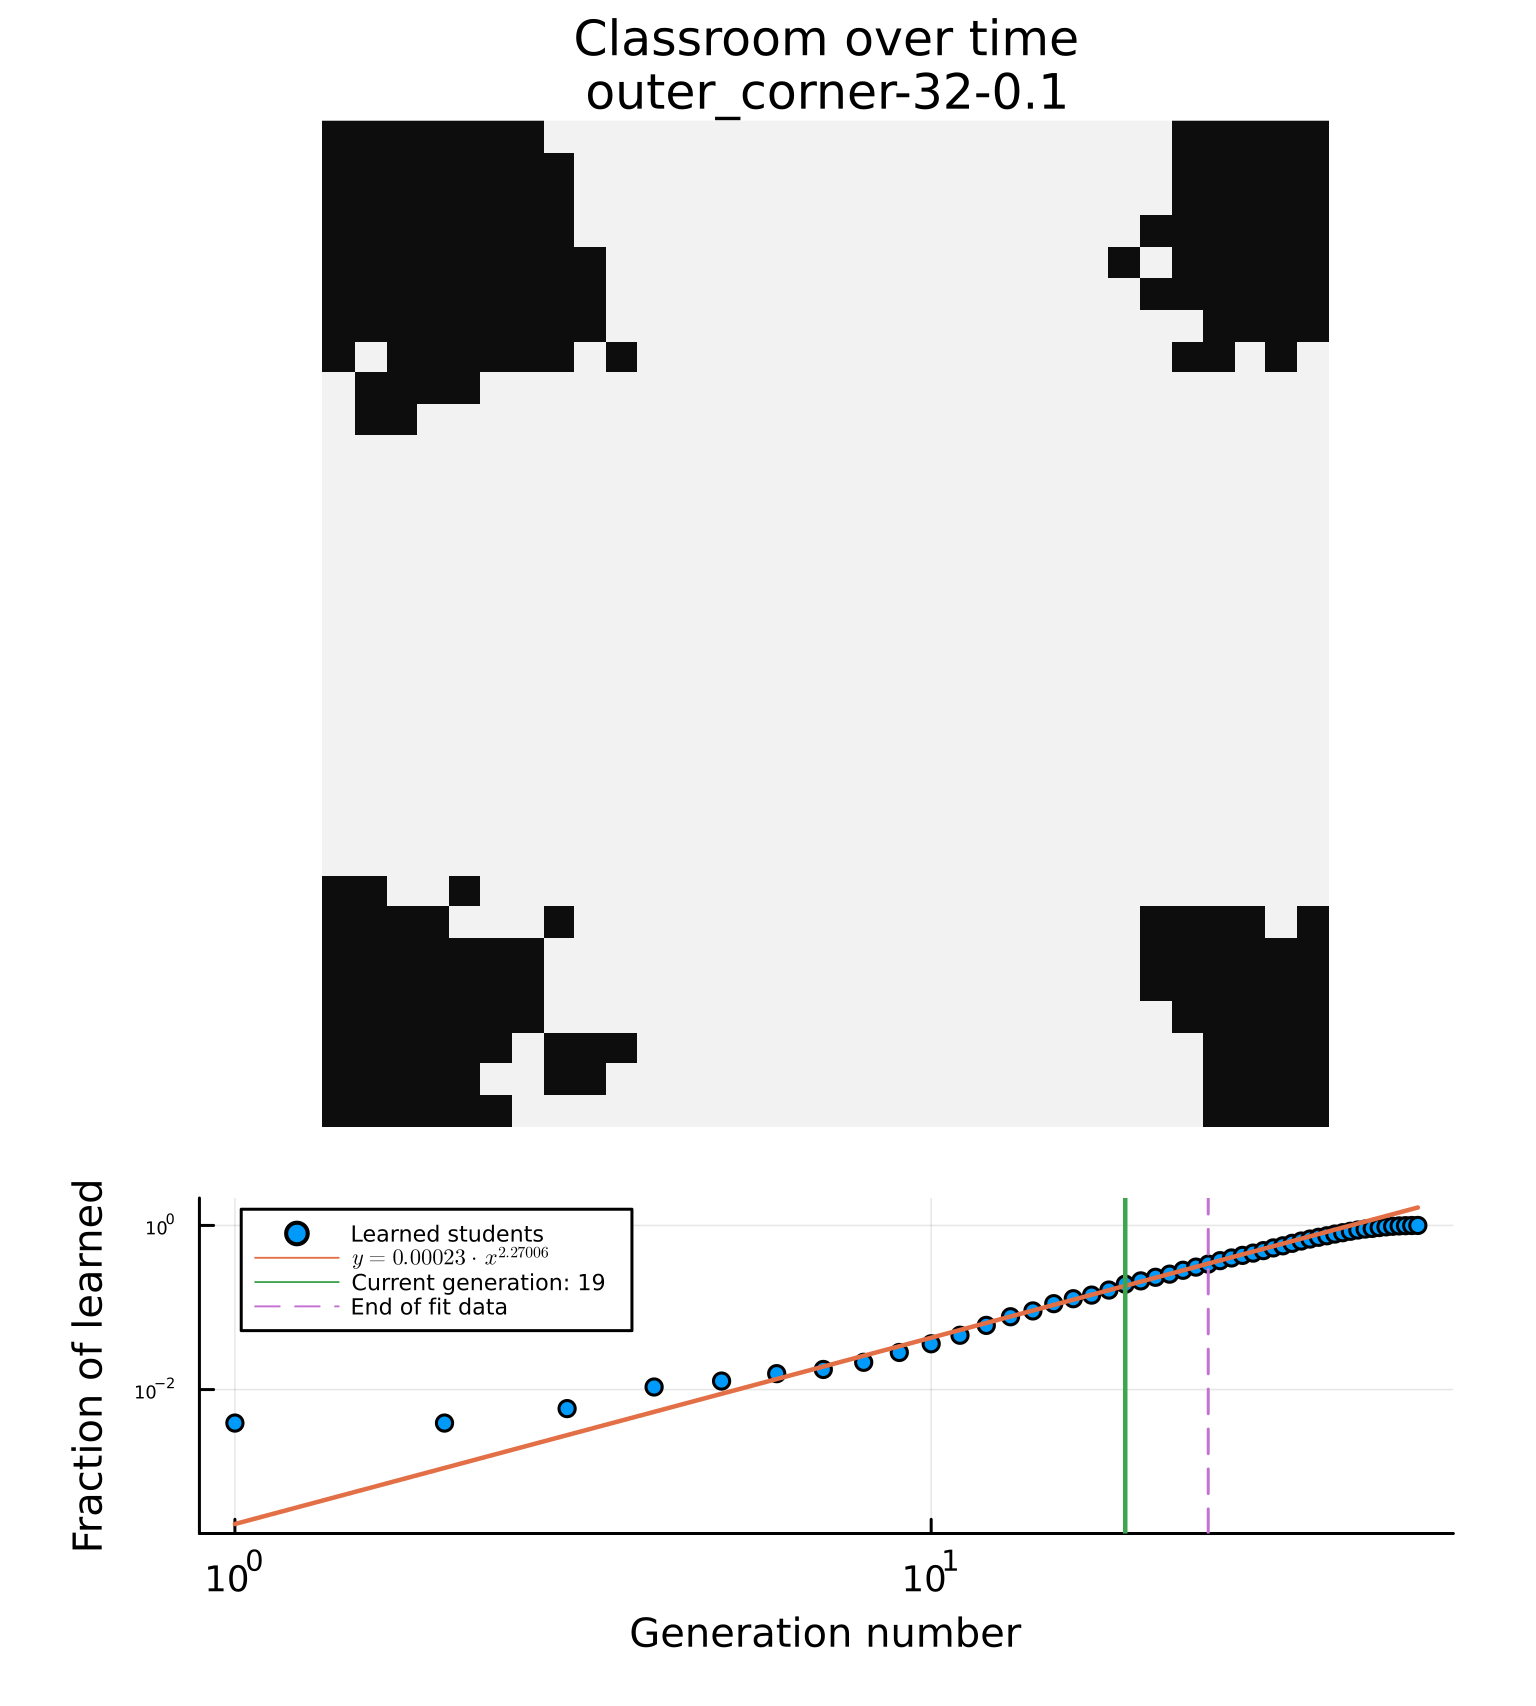 Classroom over time
outer_corner-32-0.1
Fraction of learned
10^0
10^-2
Learned students
y = 0.00023 · x^2.27006
Current generation: 19
End of fit data
10^0
10^1
Generation number